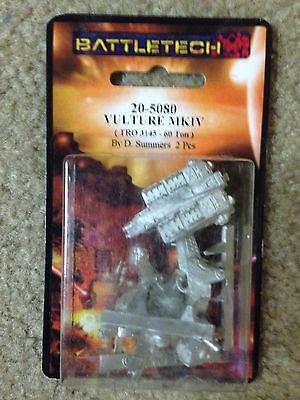 BATTLETECH
20-5080
VULTURE MKIV
( TRO 3145 - 60 Ton )
By D. Summers 2 Pcs